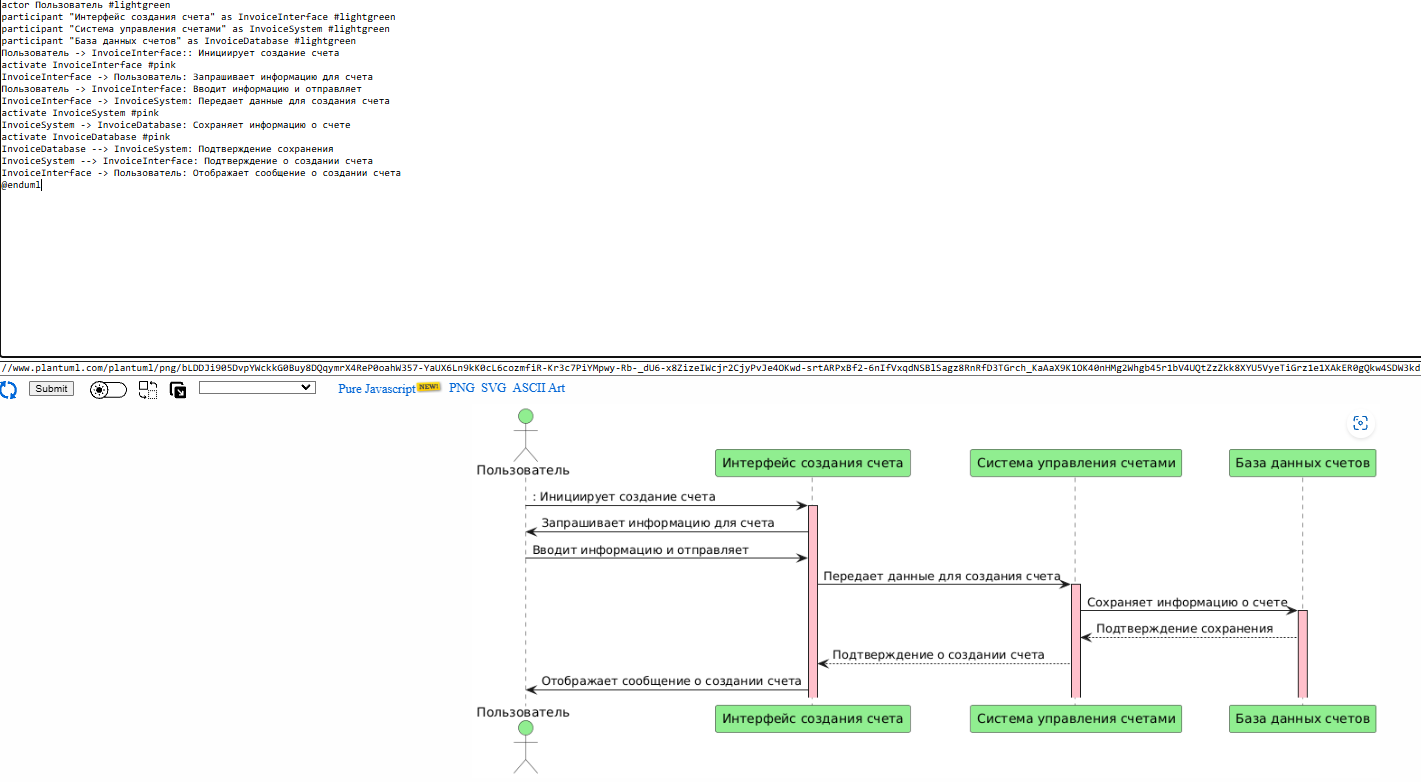 actor Пользователь #lightgreen
participant "Интерфейс создания счета" as InvoiceInterface #lightgreen
participant "Система управления счетами" as InvoiceSystem #lightgreen
participant "База данных счетов" as InvoiceDatabase #lightgreen
Пользователь -> InvoiceInterface:: Инициирует создание счета
activate InvoiceInterface #pink
InvoiceInterface -> Пользователь: Запрашивает информацию для счета
Пользователь -> InvoiceInterface: Вводит информацию и отправляет
InvoiceInterface -> InvoiceSystem: Передает данные для создания счета
activate InvoiceSystem #pink
InvoiceSystem -> InvoiceDatabase: Сохраняет информацию о счете
activate InvoiceDatabase #pink
InvoiceDatabase --> InvoiceSystem: Подтверждение сохранения
InvoiceSystem --> InvoiceInterface: Подтверждение о создании счета
InvoiceInterface -> Пользователь: Отображает сообщение о создании счета
@enduml
Submit
Pure Javascript NEW! PNG SVG ASCII Art
Пользователь
Интерфейс создания счета
Система управления счетами
База данных счетов
: Инициирует создание счета
Запрашивает информацию для счета
Вводит информацию и отправляет
Передает данные для создания счета
Сохраняет информацию о счете
Подтверждение сохранения
Подтверждение о создании счета
Отображает сообщение о создании счета
Пользователь
Интерфейс создания счета
Система управления счетами
База данных счетов